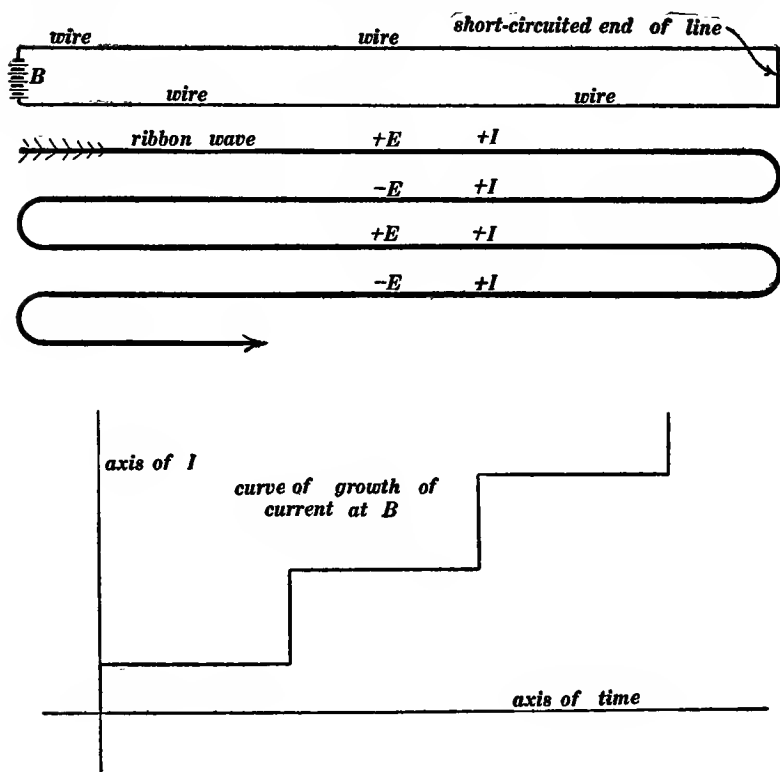 short-circuited end of line
wire wire
B
wire wire
ribbon wave +E +I
-E +I
+E +I
-E +I
axis of I
curve of growth of
current at B
axis of time